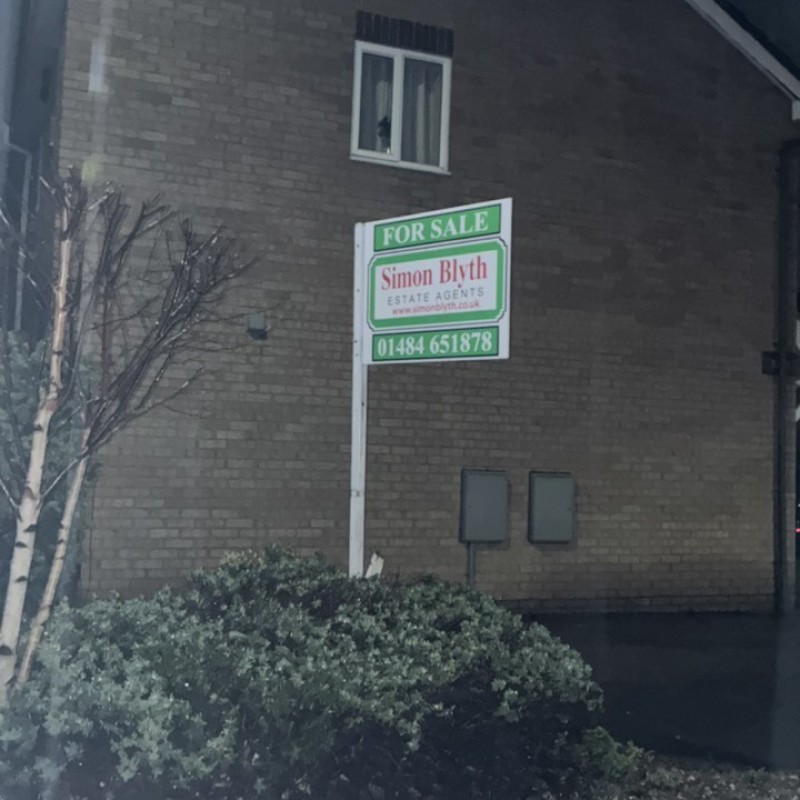 FOR SALE
Simon Blyth
ESTATE AGENTS
www.simonblyth.co.uk
01484 651878